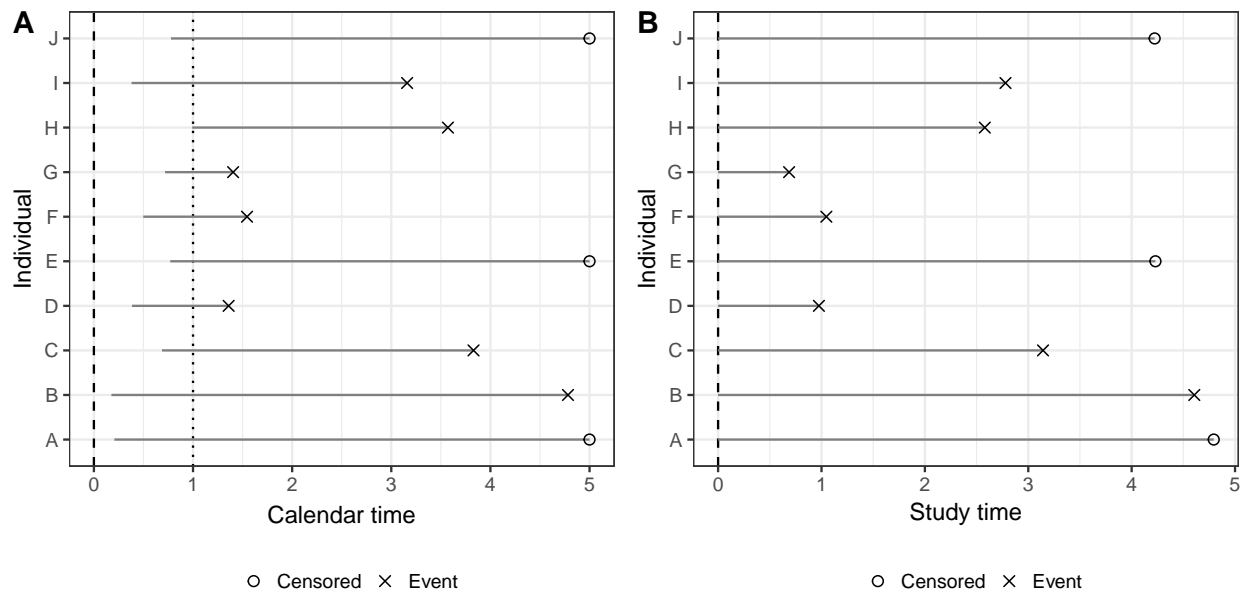 A
J
I
H
G
F
E
D
C
B
A
Individual
0 1 2 3 4 5
Calendar time
Censored Event
B
J
I
H
G
F
E
D
C
B
A
Individual
0 1 2 3 4 5
Study time
Censored Event